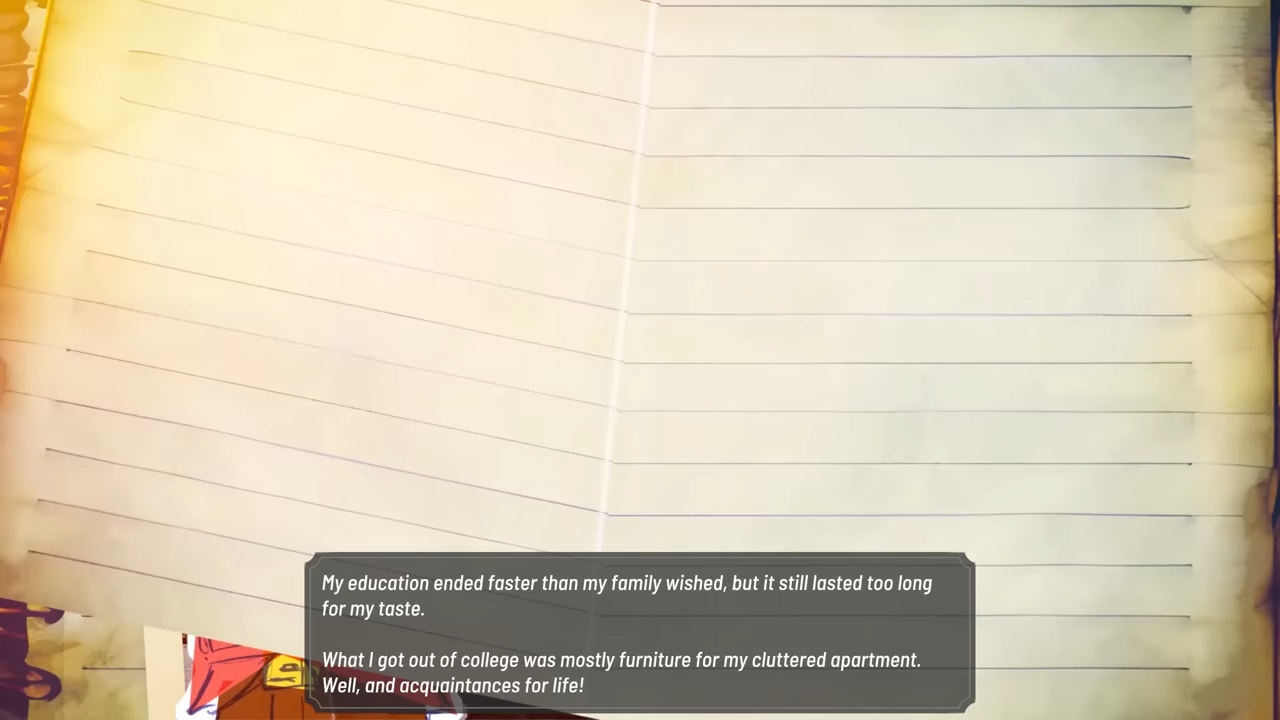 My education ended faster than my family wished, but it still lasted too long
for my taste.
What I got out of college was mostly furniture for my cluttered apartment.
Well, and acquaintances for life!